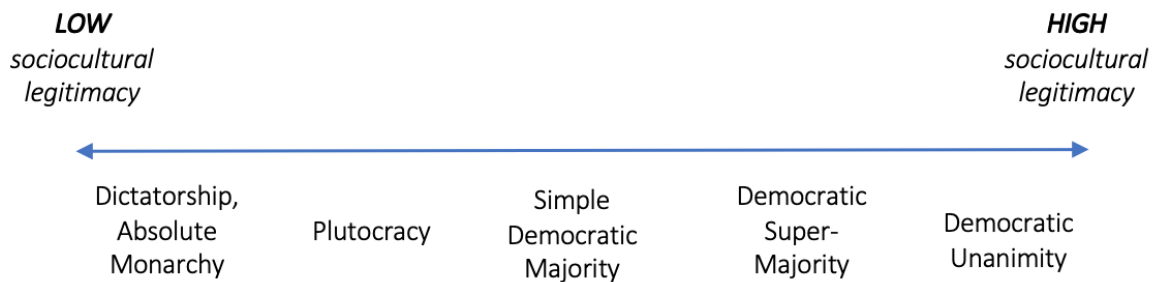 LOW
sociocultural
legitimacy
HIGH
sociocultural
legitimacy
Dictatorship,
Absolute
Monarchy
Plutocracy
Simple
Democratic
Majority
Democratic
Super-
Majority
Democratic
Unanimity